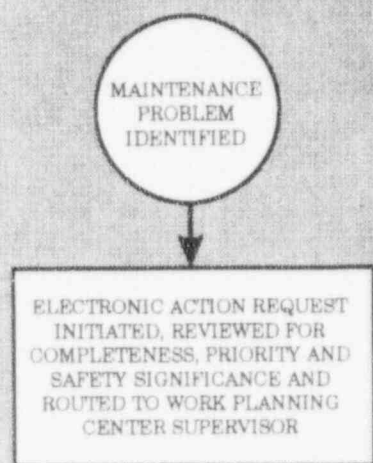 MAINTENANCE
PROBLEM
IDENTIFIED
ELECTRONIC ACTION REQUEST
INITIATED, REVIEWED FOR
COMPLETENESS, PRIORITY AND
SAFETY SIGNIFICANCE AND
ROUTED TO WORK PLANNING
CENTER SUPERVISOR